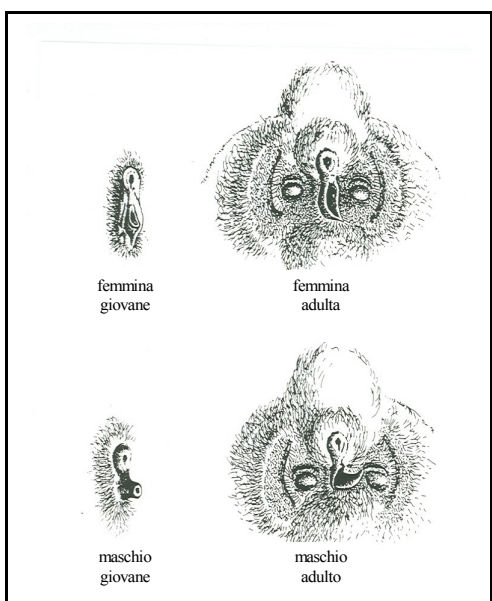 femmina
giovane
femmina
adulta
maschio
giovane
maschio
adulto